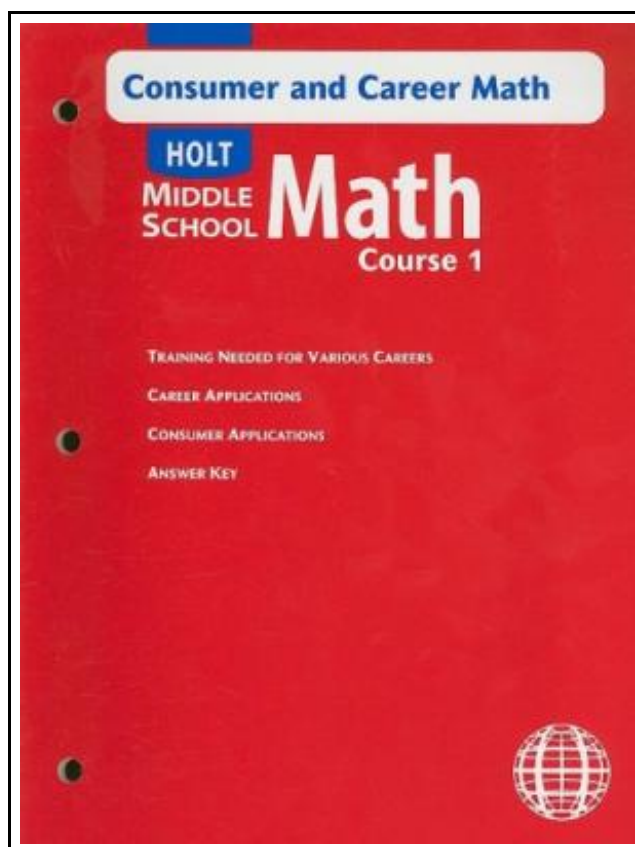 Consumer and Career Math
HOLT
MIDDLE
SCHOOL
Math
Course 1
TRAINING NEEDED FOR VARIOUS CAREERS
CAREER APPLICATIONS
CONSUMER APPLICATIONS
ANSWER KEY